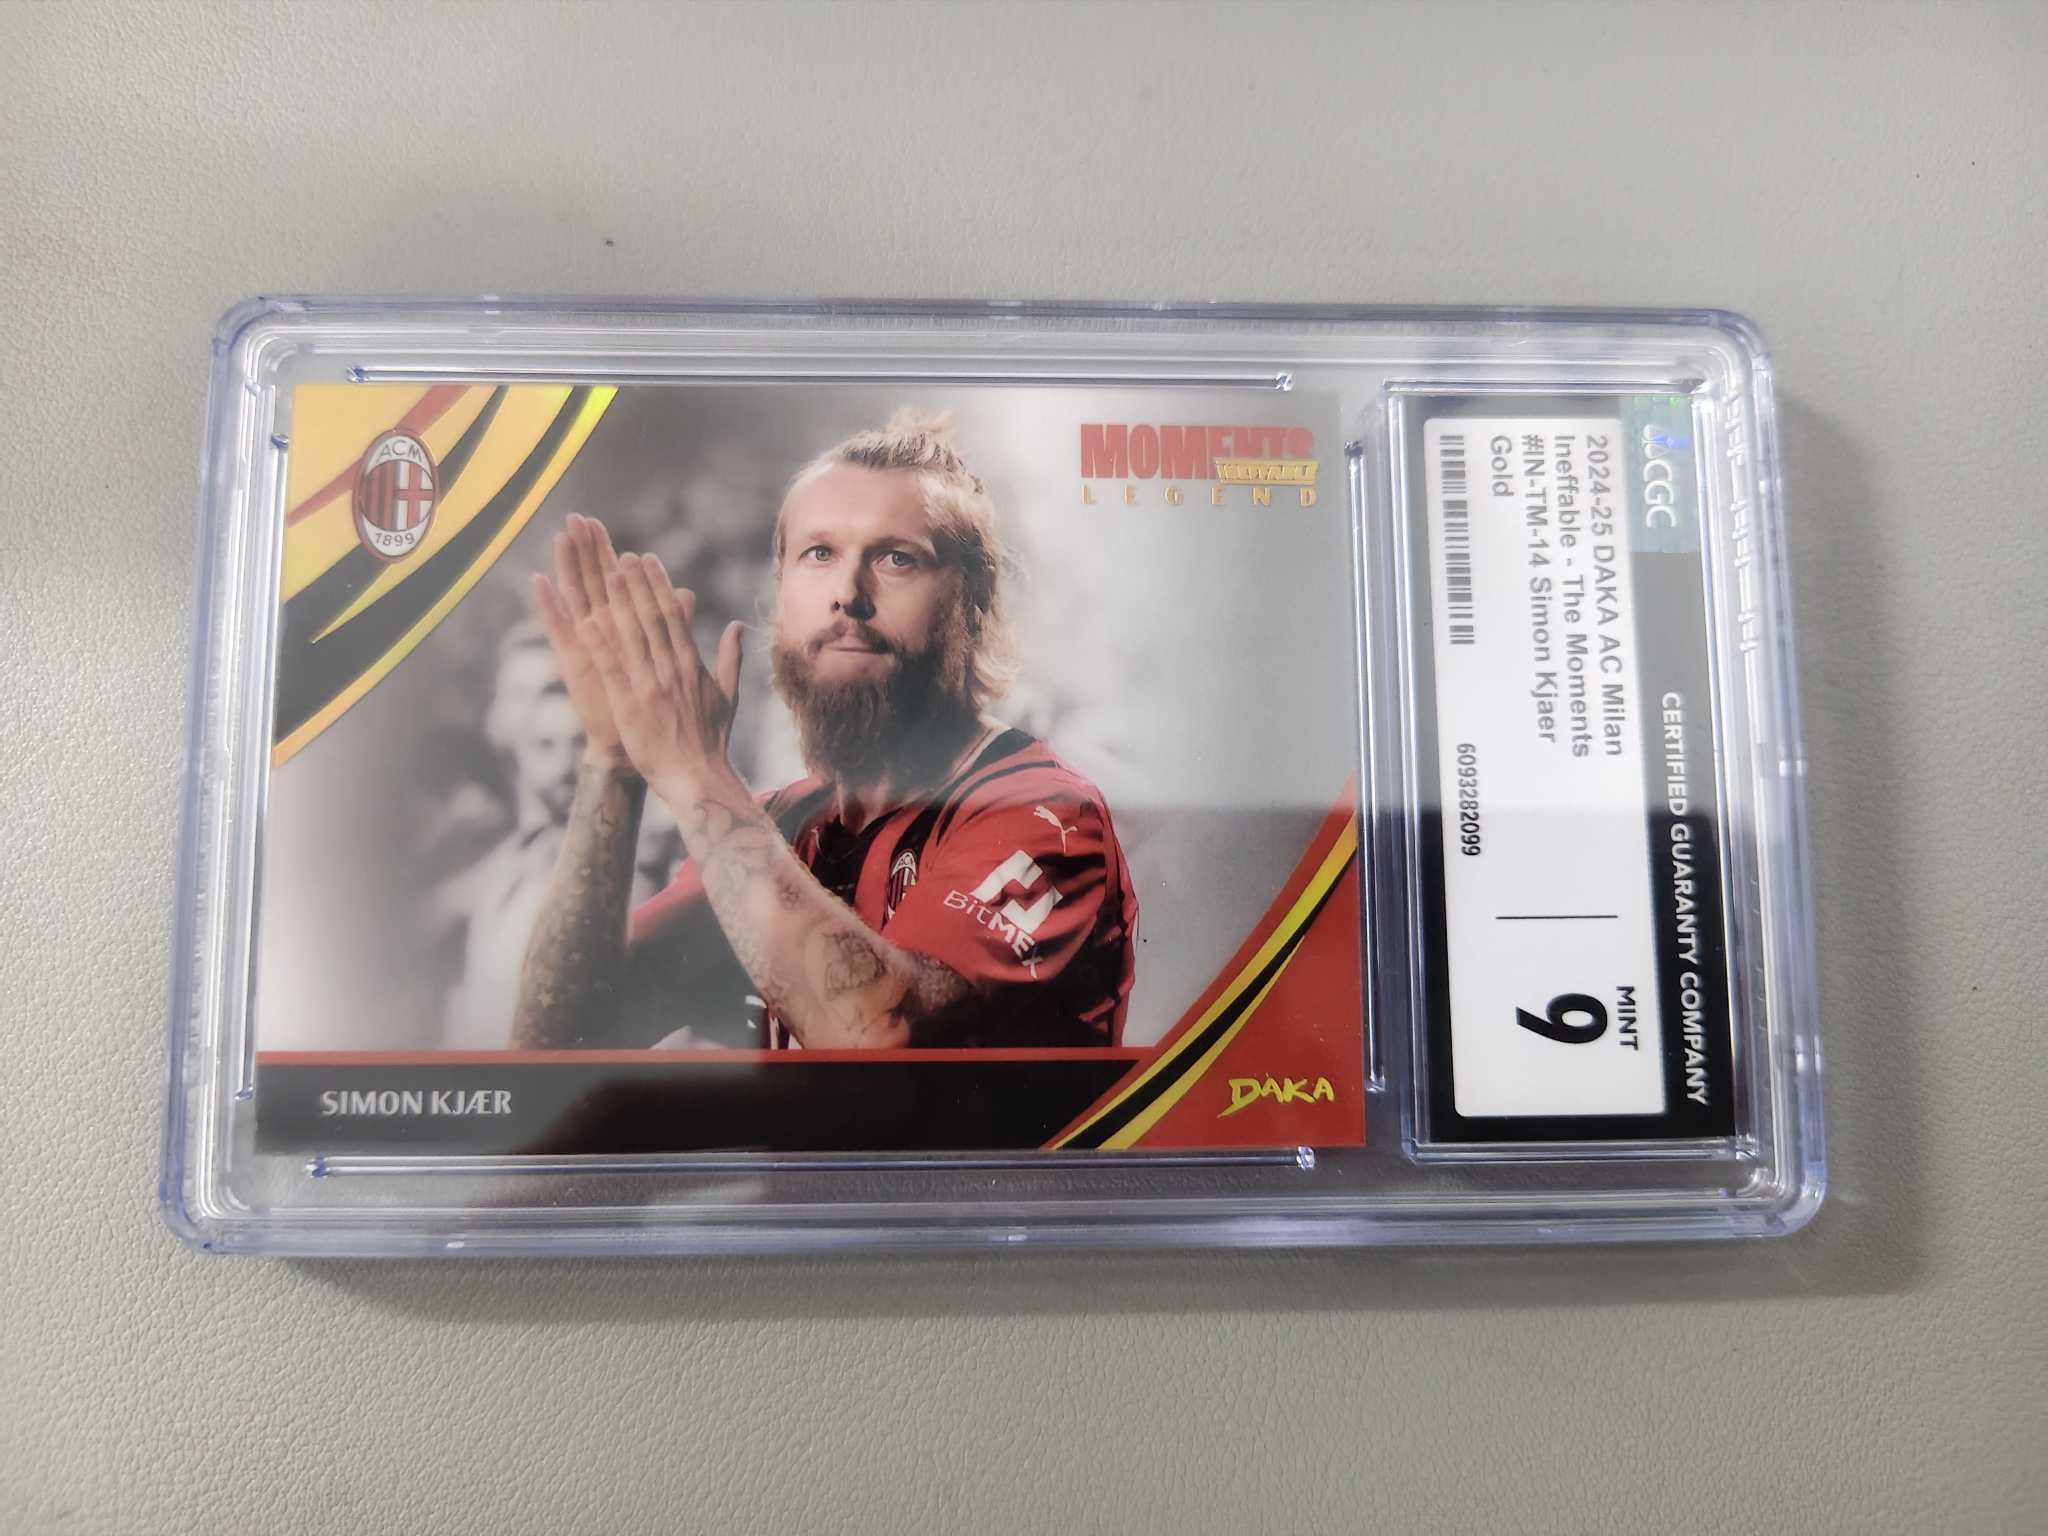 ACM
1899
MOMENTS
LEGEND
BitMEX
SIMON KJÆR
DAKA
CGC
CERTIFIED GUARANTY COMPANY
2024-25 DAKA AC Milan
Ineffable - The Moments
#IN-TM-14 Simon Kjaer
Gold
6093282099
MINT
9